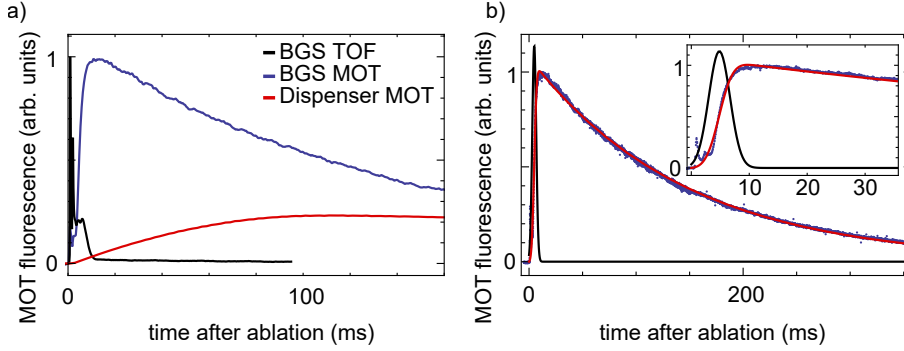 a)
MOT fluorescence (arb. units)
1
0
BGS TOF
BGS MOT
Dispenser MOT
0
100
time after ablation (ms)
b)
MOT fluorescence (arb. units)
1
0
1
0
0
10
20
30
0
200
time after ablation (ms)